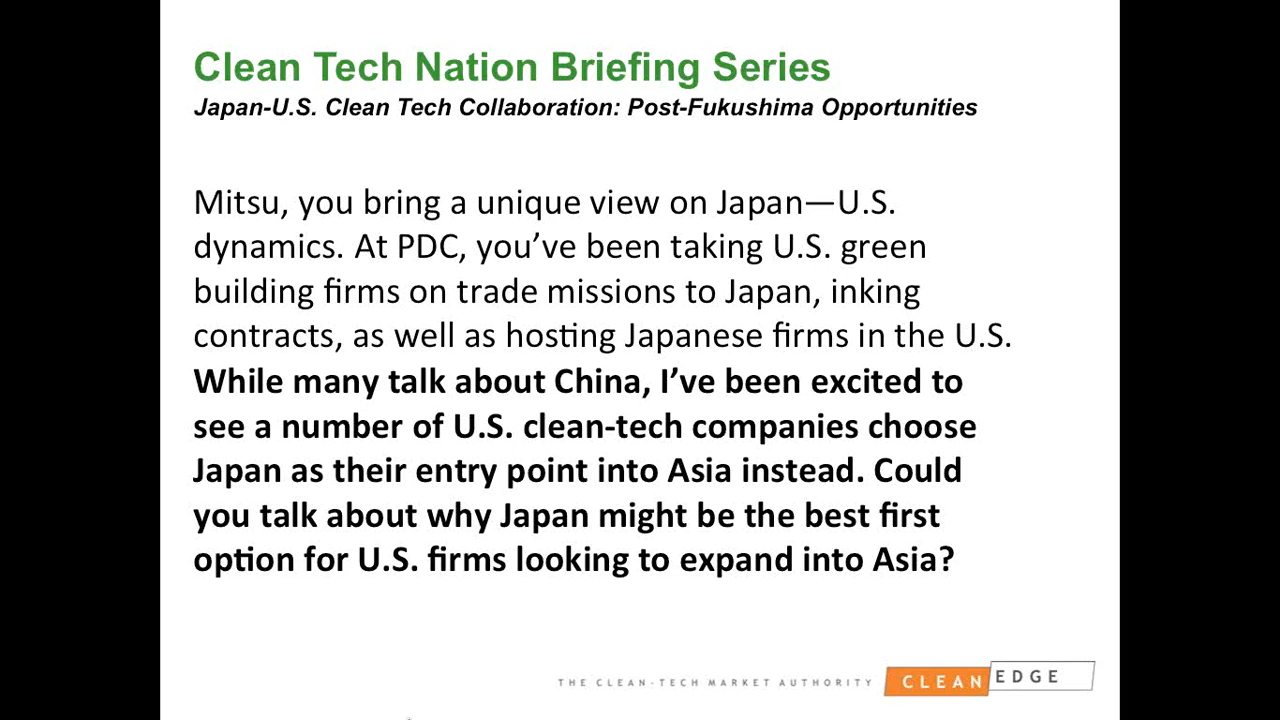 Clean Tech Nation Briefing Series
Japan-U.S. Clean Tech Collaboration: Post-Fukushima Opportunities
Mitsu, you bring a unique view on Japan—U.S.
dynamics. At PDC, you’ve been taking U.S. green
building firms on trade missions to Japan, inking
contracts, as well as hosting Japanese firms in the U.S.
While many talk about China, I’ve been excited to
see a number of U.S. clean-tech companies choose
Japan as their entry point into Asia instead. Could
you talk about why Japan might be the best first
option for U.S. firms looking to expand into Asia?
THE CLEAN-TECH MARKET AUTHORITY CLEAN EDGE